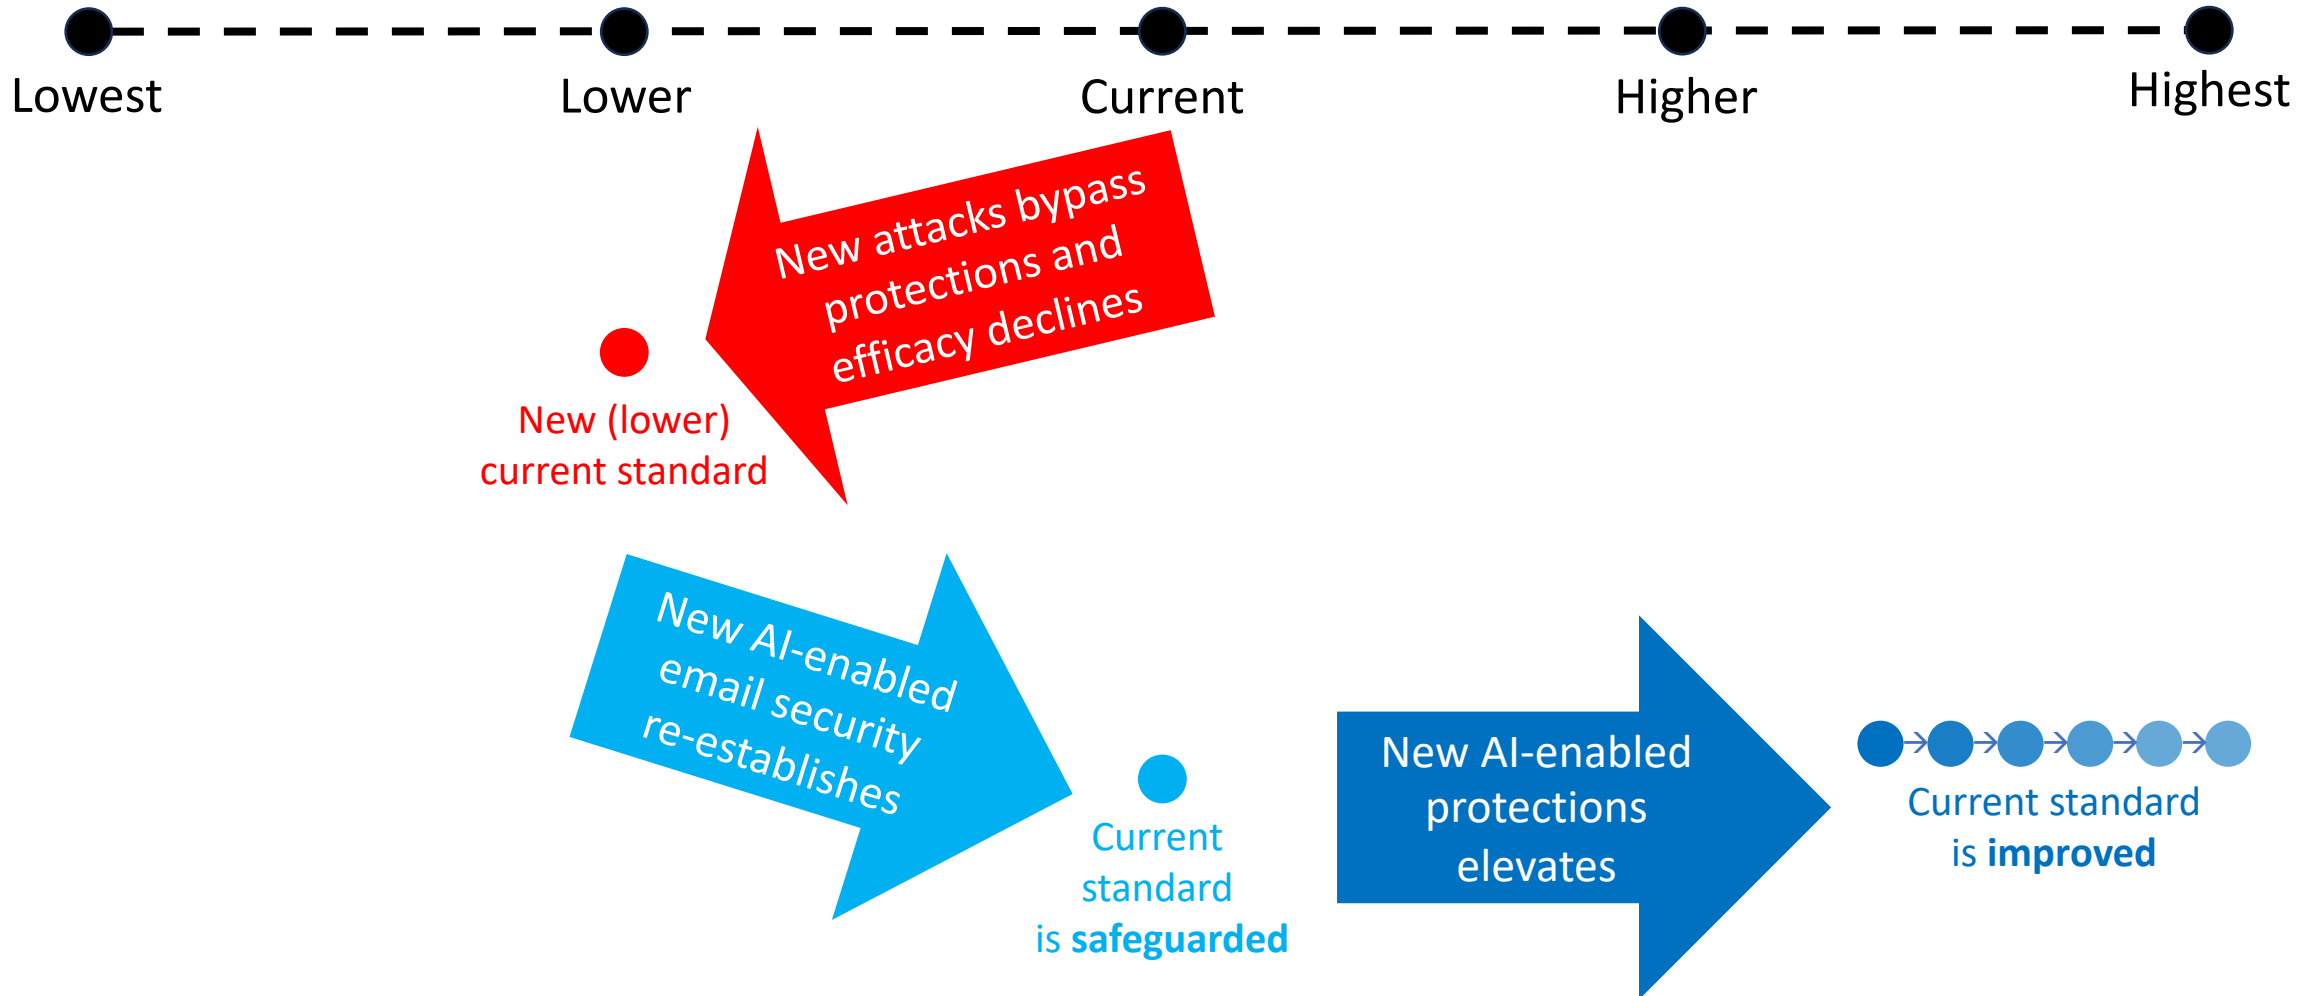 Lowest
Lower
Current
Higher
Highest
New attacks bypass
protections and
efficacy declines
New (lower)
current standard
New AI-enabled
email security
re-establishes
Current
standard
is safeguarded
New AI-enabled
protections
elevates
Current standard
is improved